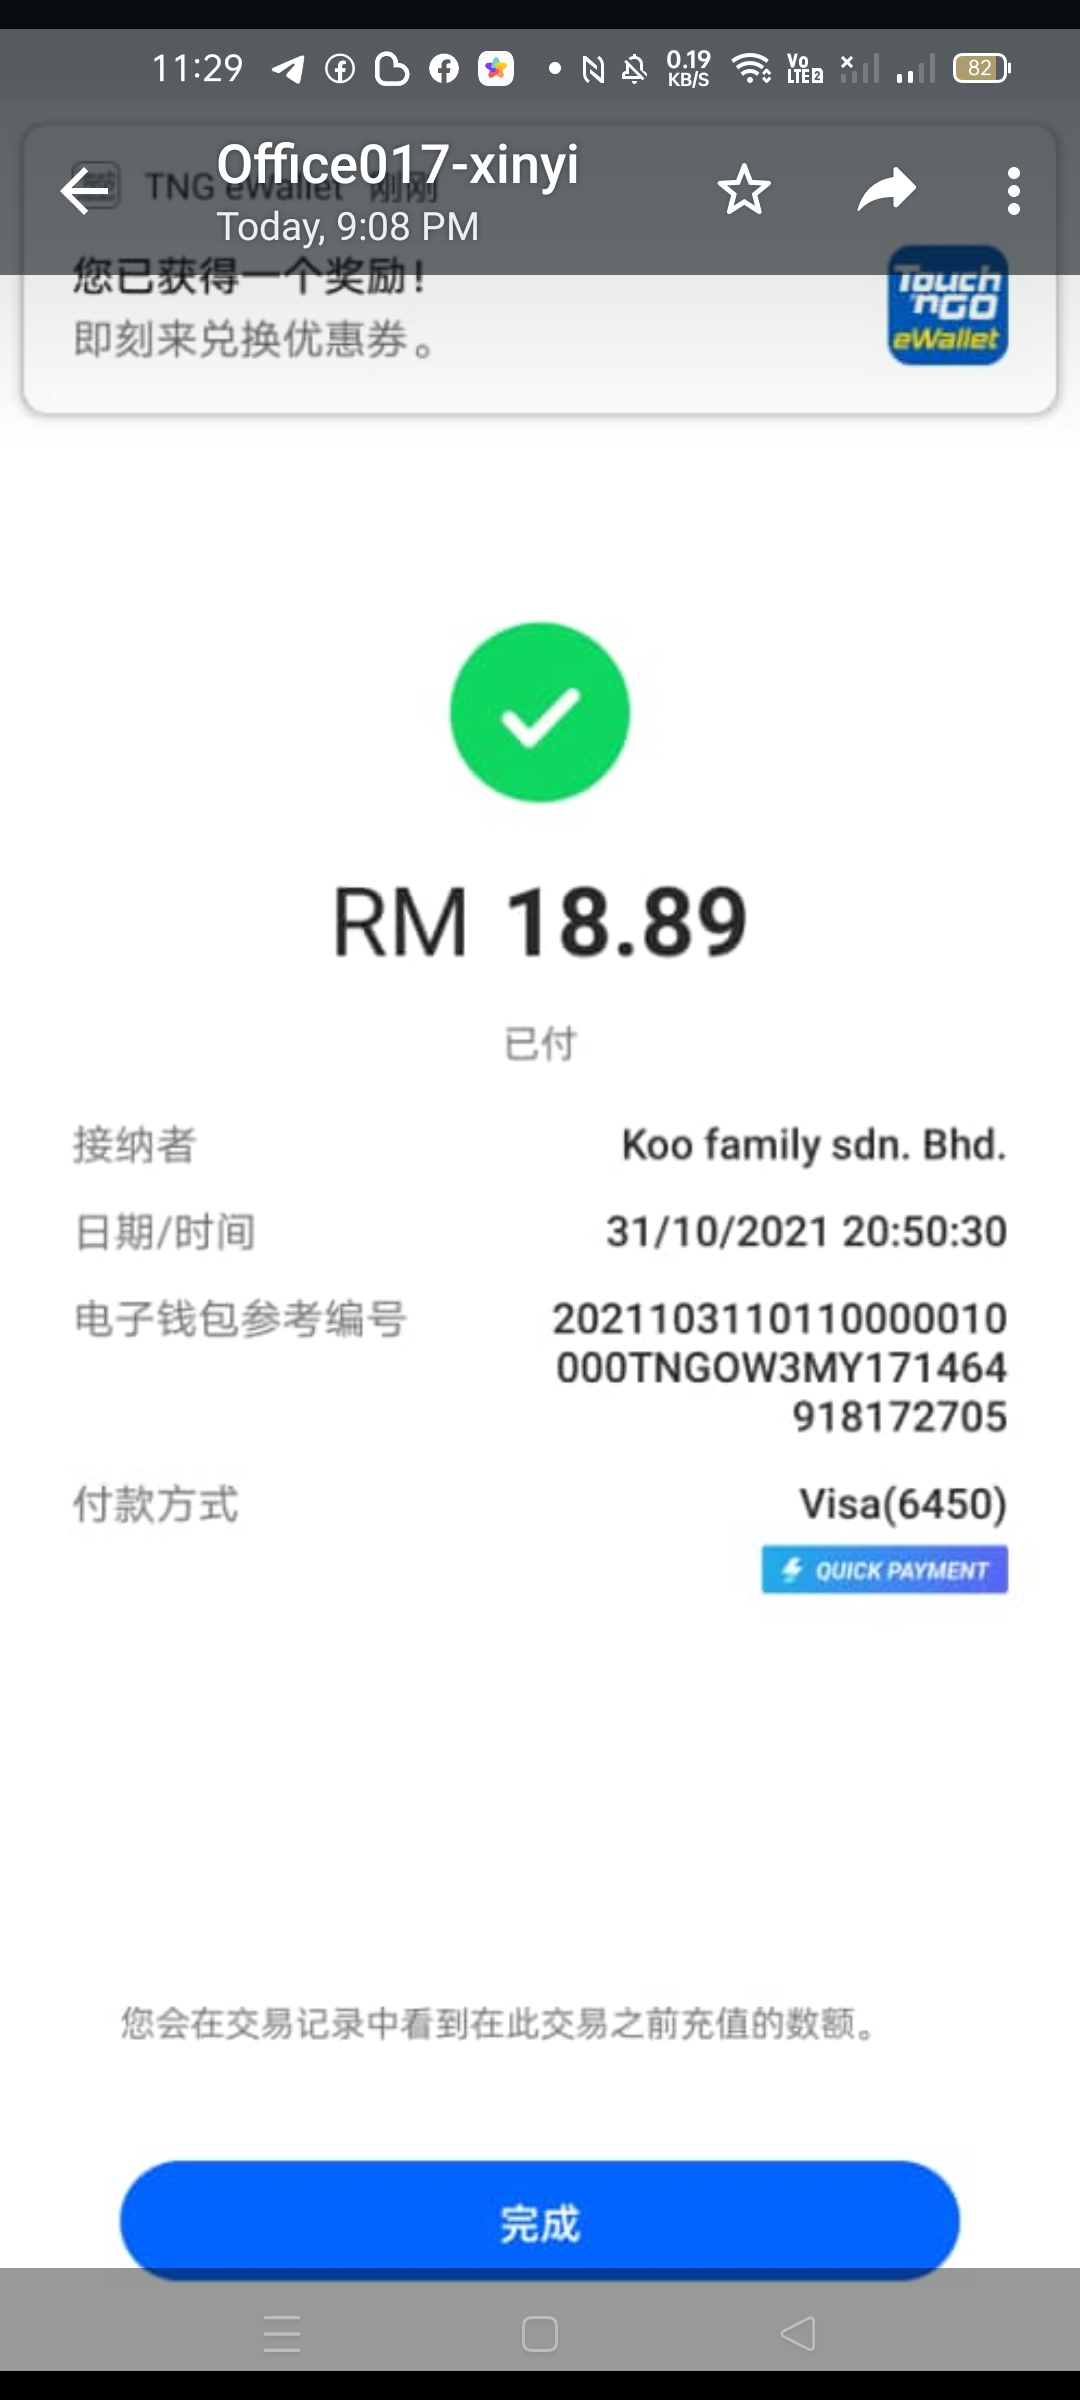 11:29
0.19
KB/S
Vo
LTE2
82
Office017-xinyi
TNG eWallet 刚刚
Today, 9:08 PM
您已获得一个奖励!
即刻来兑换优惠券。
Touch
'nGO
eWallet
RM 18.89
已付
接纳者
Koo family sdn. Bhd.
日期/时间
31/10/2021 20:50:30
电子钱包参考编号
2021103110110000010
000TNGOW3MY171464
918172705
付款方式
Visa(6450)
QUICK PAYMENT
您会在交易记录中看到在此交易之前充值的数额。
完成